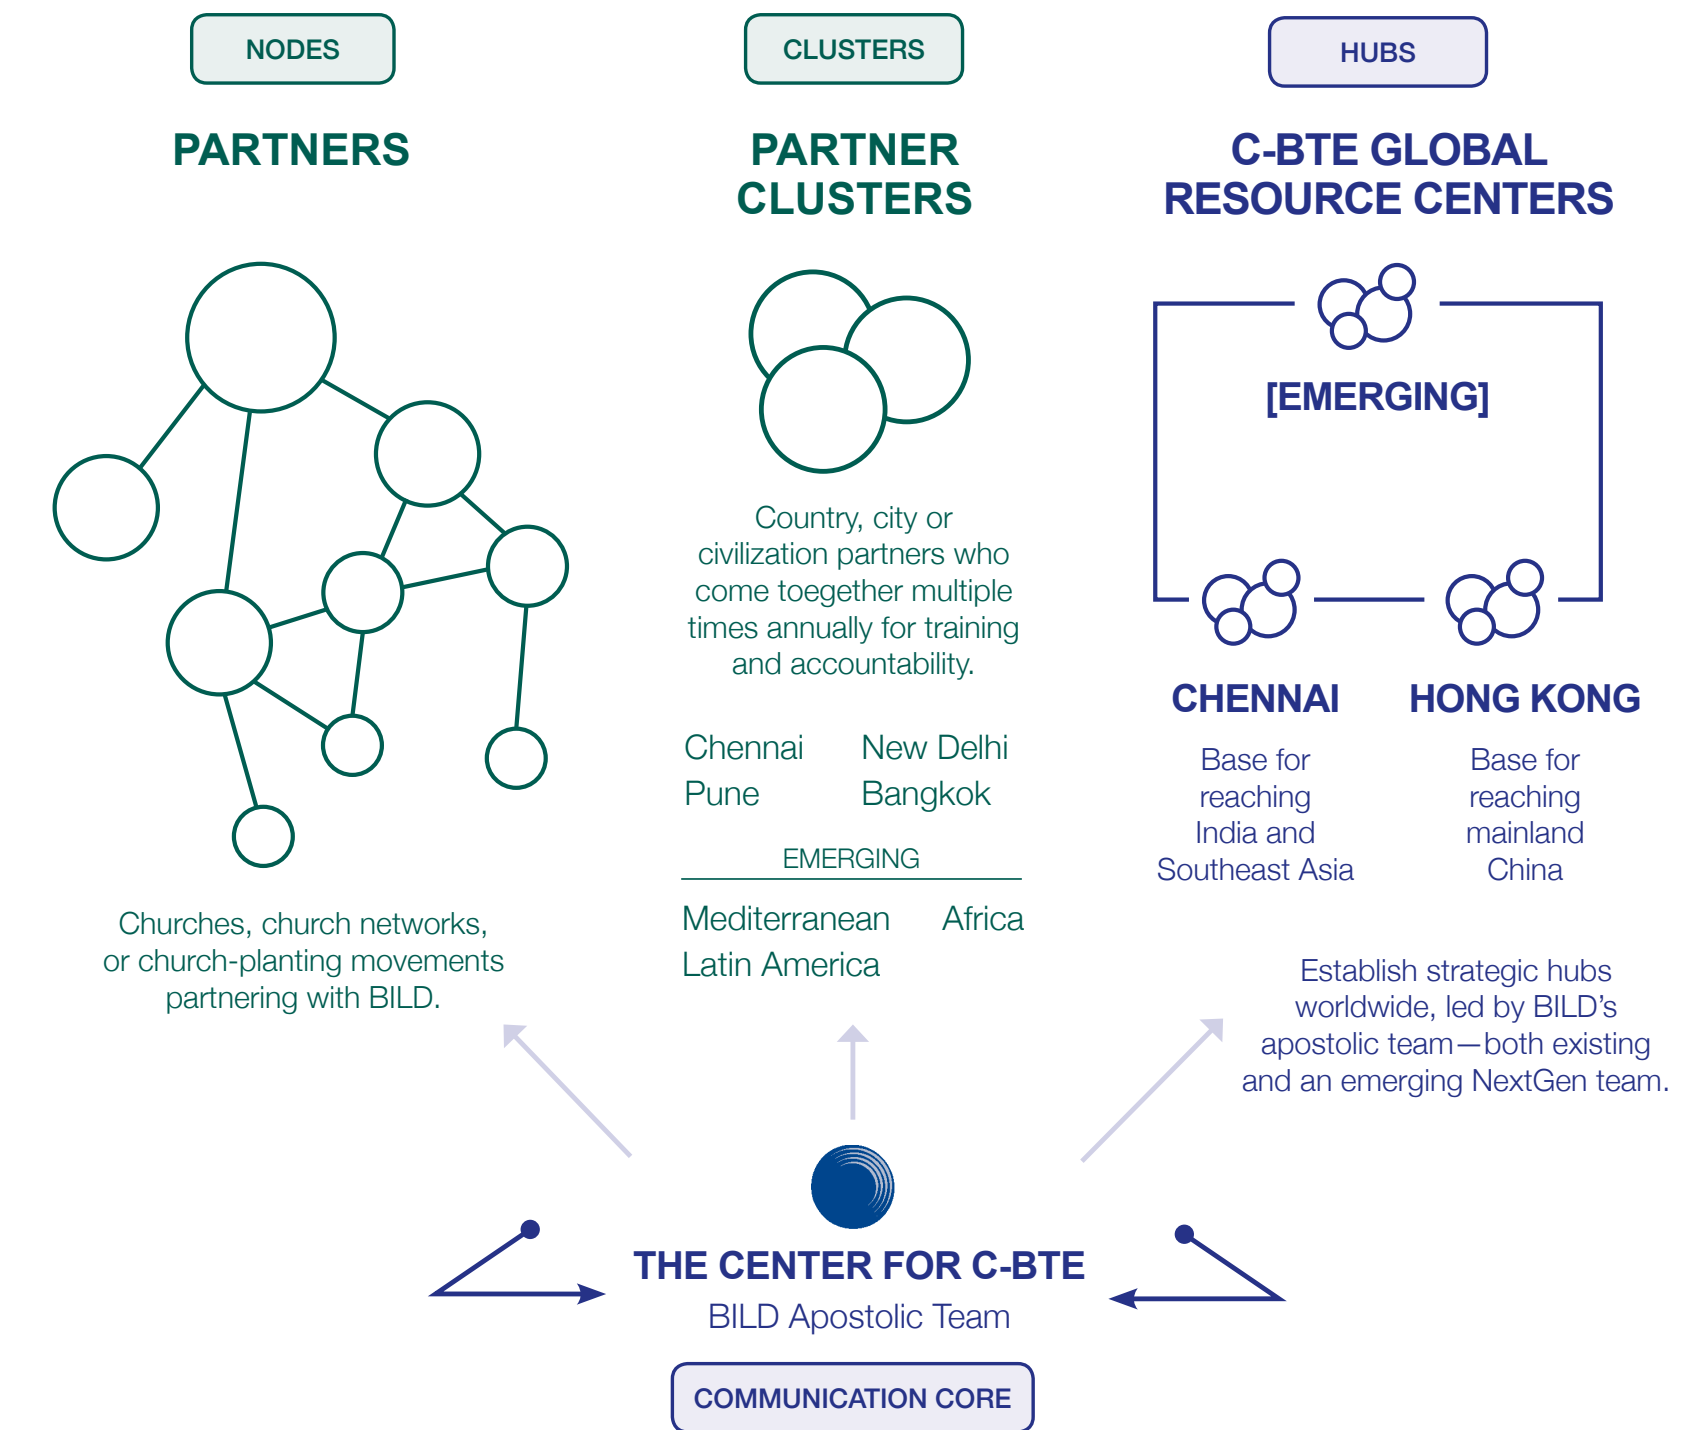 NODES
PARTNERS
Churches, church networks,
or church-planting movements
partnering with BILD.
CLUSTERS
PARTNER
CLUSTERS
Country, city or
civilization partners who
come toegether multiple
times annually for training
and accountability.
Chennai New Delhi
Pune Bangkok
EMERGING
Mediterranean Africa
Latin America
HUBS
C-BTE GLOBAL
RESOURCE CENTERS
[EMERGING]
CHENNAI
Base for
reaching
India and
Southeast Asia
HONG KONG
Base for
reaching
mainland
China
Establish strategic hubs
worldwide, led by BILD’s
apostolic team—both existing
and an emerging NextGen team.
THE CENTER FOR C-BTE
BILD Apostolic Team
COMMUNICATION CORE